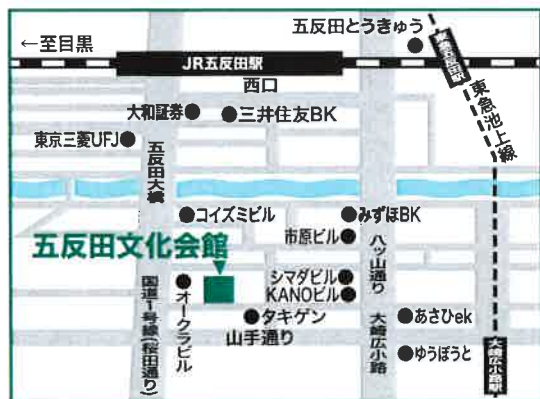 五反田とうきゅう
←至目黒
JR五反田駅
東急五反田駅
西口
東急池上線
大和証券
三井住友BK
東京三菱UFJ
五反田大橋
コイズミビル
みずほBK
市原ビル
八ッ山通り
五反田文化会館
シマダビル
KANOビル
国道1号線(桜田通り)
オークラビル
タキゲン
山手通り
大崎広小路
あさひek
ゆうぽうと
大崎広小路駅